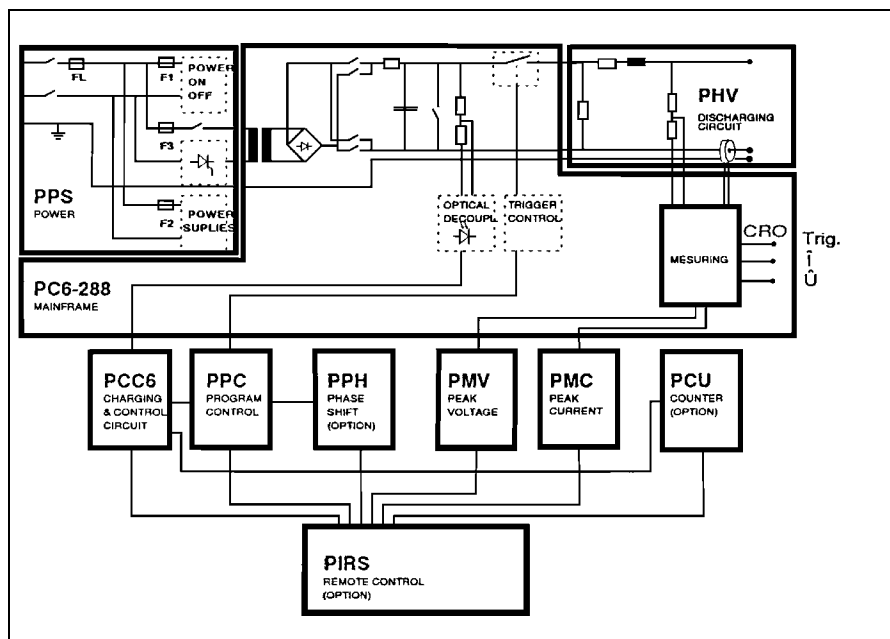 FL
F1
POWER
ON
OFF
F3
PPS
POWER
F2
POWER
SUPLIES
PHV
DISCHARGING
CIRCUIT
OPTICAL
DECOUPL
TRIGGER
CONTROL
MESURING
CRO
Trig.
Î
Û
PC6-288
MAINFRAME
PCC6
CHARGING
& CONTROL
CIRCUIT
PPC
PROGRAM
CONTROL
PPH
PHASE
SHIFT
(OPTION)
PMV
PEAK
VOLTAGE
PMC
PEAK
CURRENT
PCU
COUNTER
(OPTION)
PIRS
REMOTE CONTROL
(OPTION)